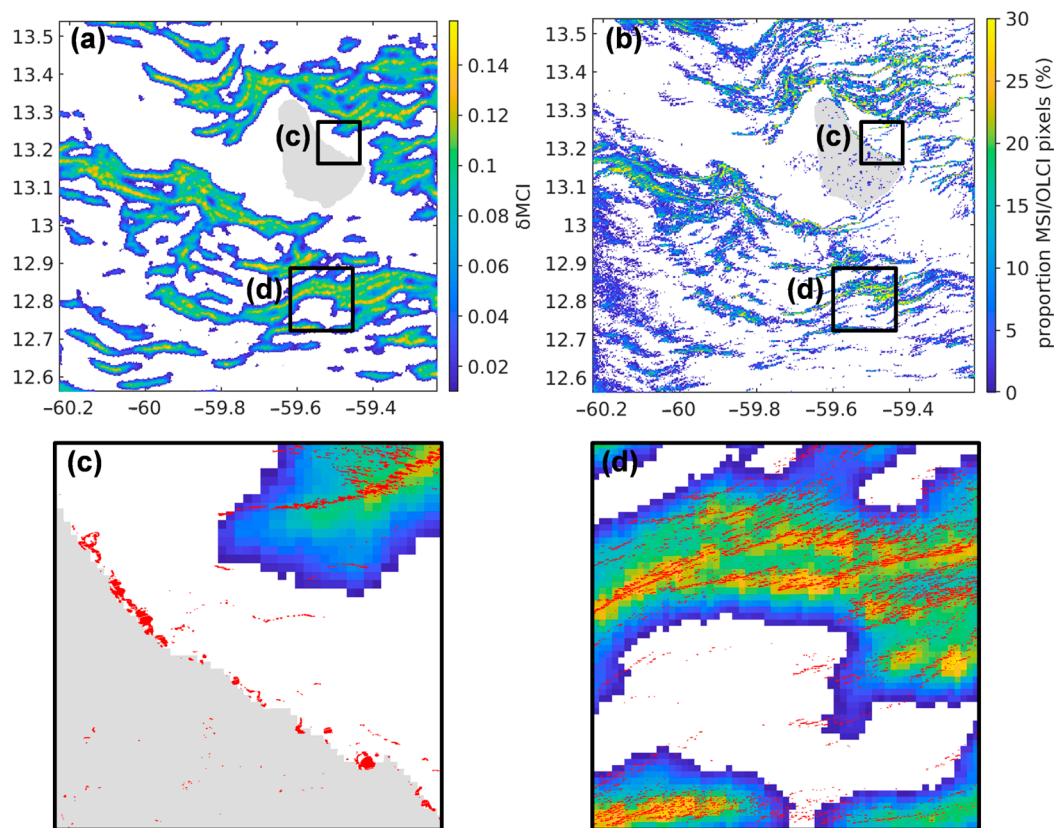 (a)
13.5
13.4
13.3
13.2
13.1
13
12.9
12.8
12.7
12.6
−60.2 −60 −59.8 −59.6 −59.4
(c)
(d)
0.14
0.12
0.1
0.08
0.06
0.04
0.02
δMCI
(b)
13.5
13.4
13.3
13.2
13.1
13
12.9
12.8
12.7
12.6
−60.2 −60 −59.8 −59.6 −59.4
(c)
(d)
30
25
20
15
10
5
0
proportion MSI/OLCI pixels (%)
(c)
(d)